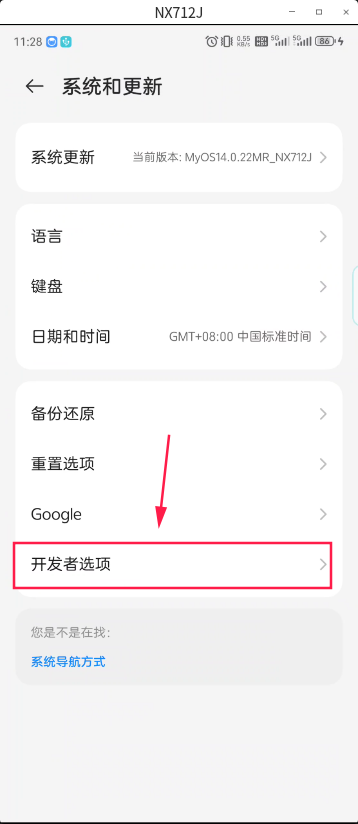 NX712J
11:28 0.55 KB/s 5G 5G 86
系统和更新
系统更新 当前版本: MyOS14.0.22MR_NX712J
语言
键盘
日期和时间 GMT+08:00 中国标准时间
备份还原
重置选项
Google
开发者选项
您是不是在找:
系统导航方式